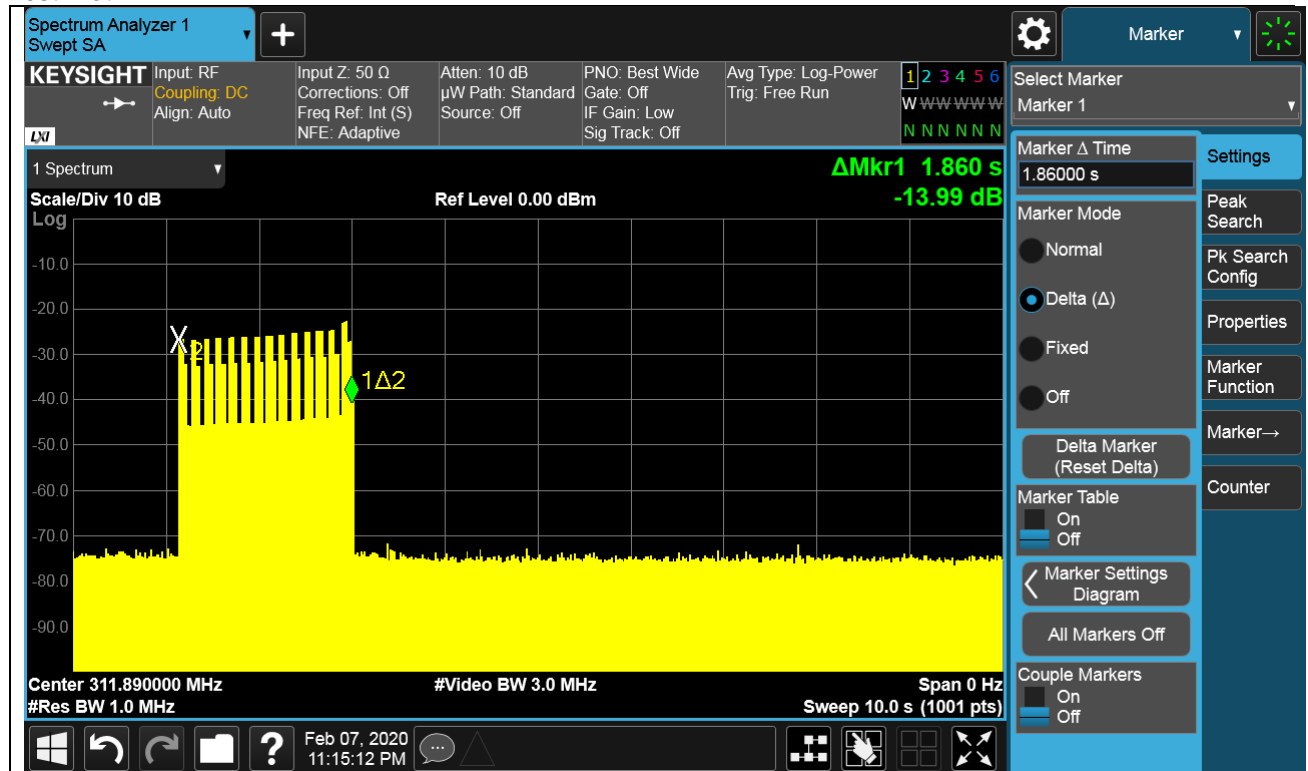 Spectrum Analyzer 1
Swept SA
+
Marker
KEYSIGHT
LXI
Input: RF
Coupling: DC
Align: Auto
Input Z: 50 Ω
Corrections: Off
Freq Ref: Int (S)
NFE: Adaptive
Atten: 10 dB
µW Path: Standard
Source: Off
PNO: Best Wide
Gate: Off
IF Gain: Low
Sig Track: Off
Avg Type: Log-Power
Trig: Free Run
1 2 3 4 5 6
W W W W W W
N N N N N N
Select Marker
Marker 1
1 Spectrum
ΔMkr1 1.860 s
-13.99 dB
Scale/Div 10 dB
Ref Level 0.00 dBm
Log
-10.0
-20.0
-30.0
-40.0
-50.0
-60.0
-70.0
-80.0
-90.0
X2
1Δ2
Center 311.890000 MHz
#Video BW 3.0 MHz
Span 0 Hz
#Res BW 1.0 MHz
Sweep 10.0 s (1001 pts)
Marker Δ Time
1.86000 s
Marker Mode
Normal
Delta (Δ)
Fixed
Off
Delta Marker
(Reset Delta)
Marker Table
On
Off
Marker Settings
Diagram
All Markers Off
Couple Markers
On
Off
Settings
Peak
Search
Pk Search
Config
Properties
Marker
Function
Marker→
Counter
?
Feb 07, 2020
11:15:12 PM